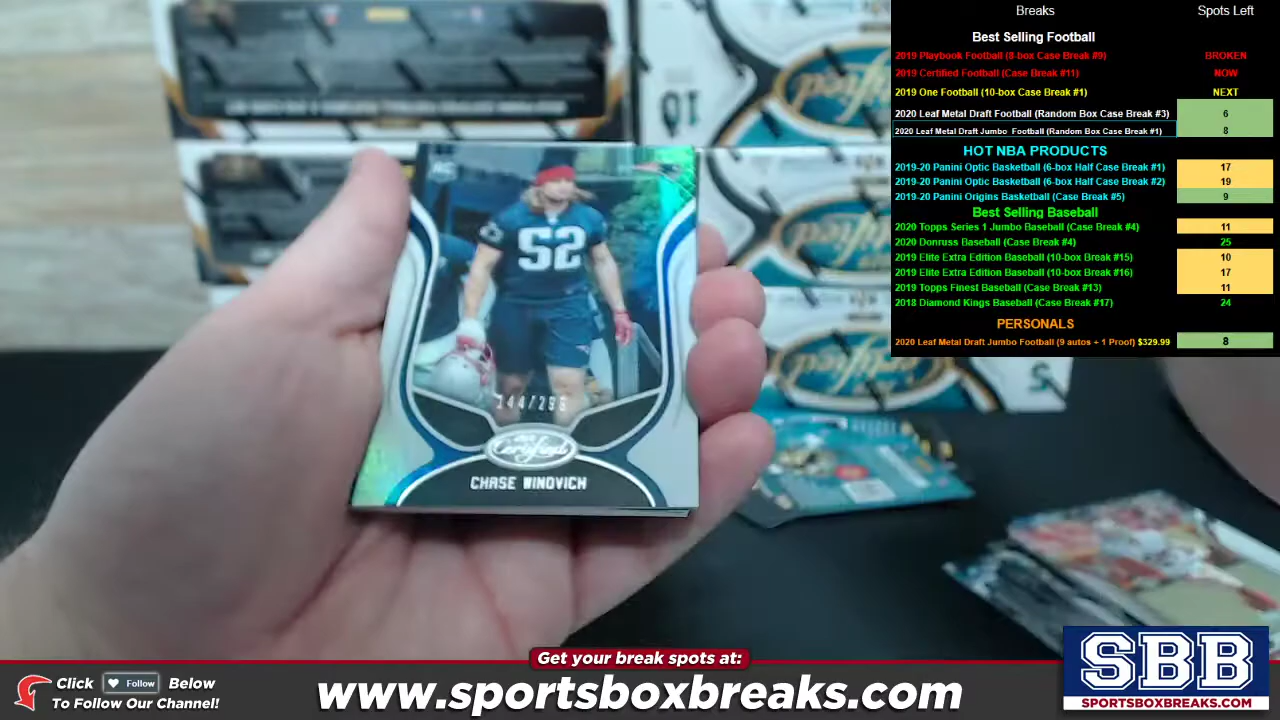 Breaks Spots Left
Best Selling Football
2019 Playbook Football (8-box Case Break #9) BROKEN
2019 Certified Football (Case Break #11) NOW
2019 One Football (10-box Case Break #1) NEXT
2020 Leaf Metal Draft Football (Random Box Case Break #3) 6
2020 Leaf Metal Draft Jumbo Football (Random Box Case Break #1) 8
HOT NBA PRODUCTS
2019-20 Panini Optic Basketball (6-box Half Case Break #1) 17
2019-20 Panini Optic Basketball (6-box Half Case Break #2) 19
2019-20 Panini Origins Basketball (Case Break #5) 9
Best Selling Baseball
2020 Topps Series 1 Jumbo Baseball (Case Break #4) 11
2020 Donruss Baseball (Case Break #4) 25
2019 Elite Extra Edition Baseball (10-box Break #15) 10
2019 Elite Extra Edition Baseball (10-box Break #16) 17
2019 Topps Finest Baseball (Case Break #13) 11
2018 Diamond Kings Baseball (Case Break #17) 24
PERSONALS
2020 Leaf Metal Draft Jumbo Football (9 autos + 1 Proof) $329.99 8
10
Certified
RC
52
144/299
Certified
CHASE WINOVICH
Get your break spots at:
Click Follow Below
To Follow Our Channel!
www.sportsboxbreaks.com
SBB
SPORTSBOXBREAKS.COM